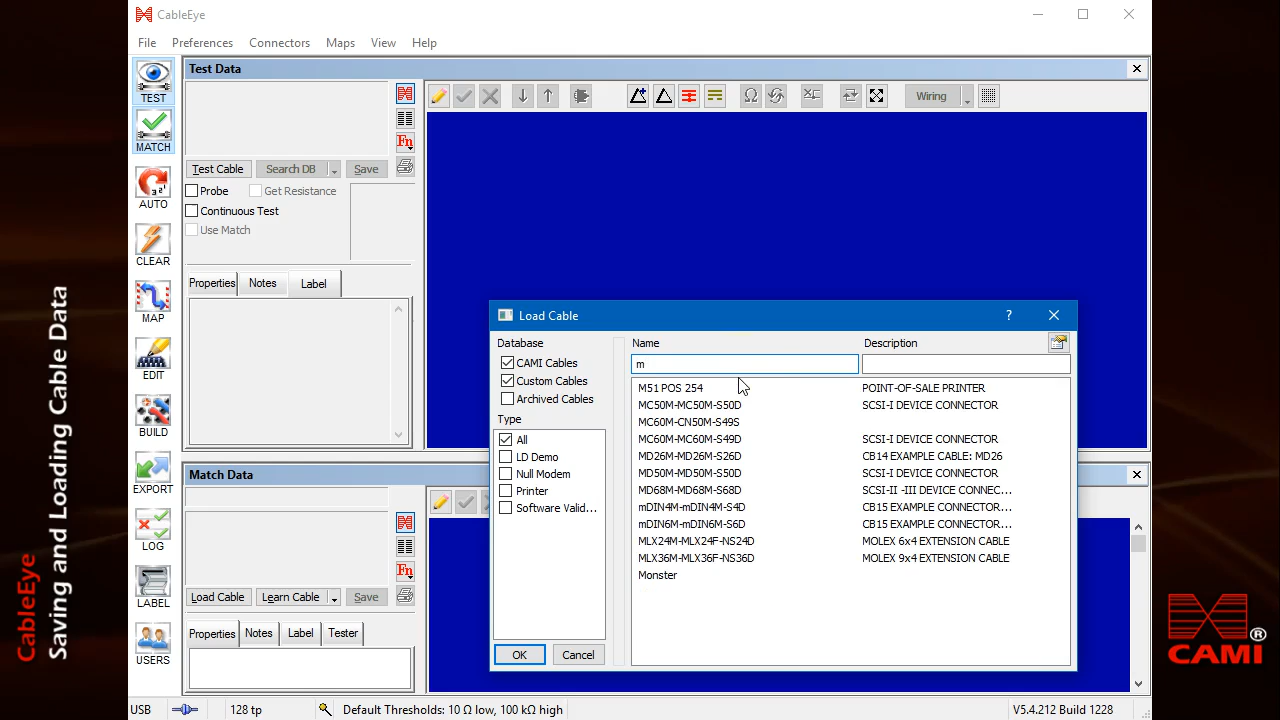 CableEye
File Preferences Connectors Maps View Help
TEST
MATCH
AUTO
CLEAR
MAP
EDIT
BUILD
EXPORT
LOG
LABEL
USERS
Test Data
Fn
Wiring
Test Cable Search DB Save
Probe Get Resistance
Continuous Test
Use Match
Properties Notes Label
Load Cable
Database
CAMI Cables
Custom Cables
Archived Cables
Type
All
LD Demo
Null Modem
Printer
Software Valid...
OK Cancel
Name Description
m
M51 POS 254 POINT-OF-SALE PRINTER
MC50M-MC50M-S50D SCSI-I DEVICE CONNECTOR
MC60M-CN50M-S49S
MC60M-MC60M-S49D SCSI-I DEVICE CONNECTOR
MD26M-MD26M-S26D CB14 EXAMPLE CABLE: MD26
MD50M-MD50M-S50D SCSI-I DEVICE CONNECTOR
MD68M-MD68M-S68D SCSI-II -III DEVICE CONNEC...
mDIN4M-mDIN4M-S4D CB15 EXAMPLE CONNECTOR...
mDIN6M-mDIN6M-S6D CB15 EXAMPLE CONNECTOR...
MLX24M-MLX24F-NS24D MOLEX 6x4 EXTENSION CABLE
MLX36M-MLX36F-NS36D MOLEX 9x4 EXTENSION CABLE
Monster
Match Data
Fn
Load Cable Learn Cable Save
Properties Notes Label Tester
USB 128 tp Default Thresholds: 10 Ω low, 100 kΩ high V5.4.212 Build 1228
CableEye
Saving and Loading Cable Data
CAMI ®